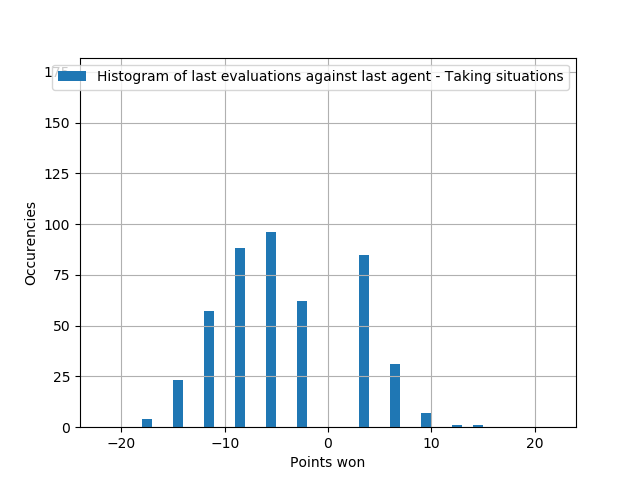 Histogram of last evaluations against last agent - Taking situations
175
150
125
100
75
50
25
0
Occurencies
−20 −10 0 10 20
Points won